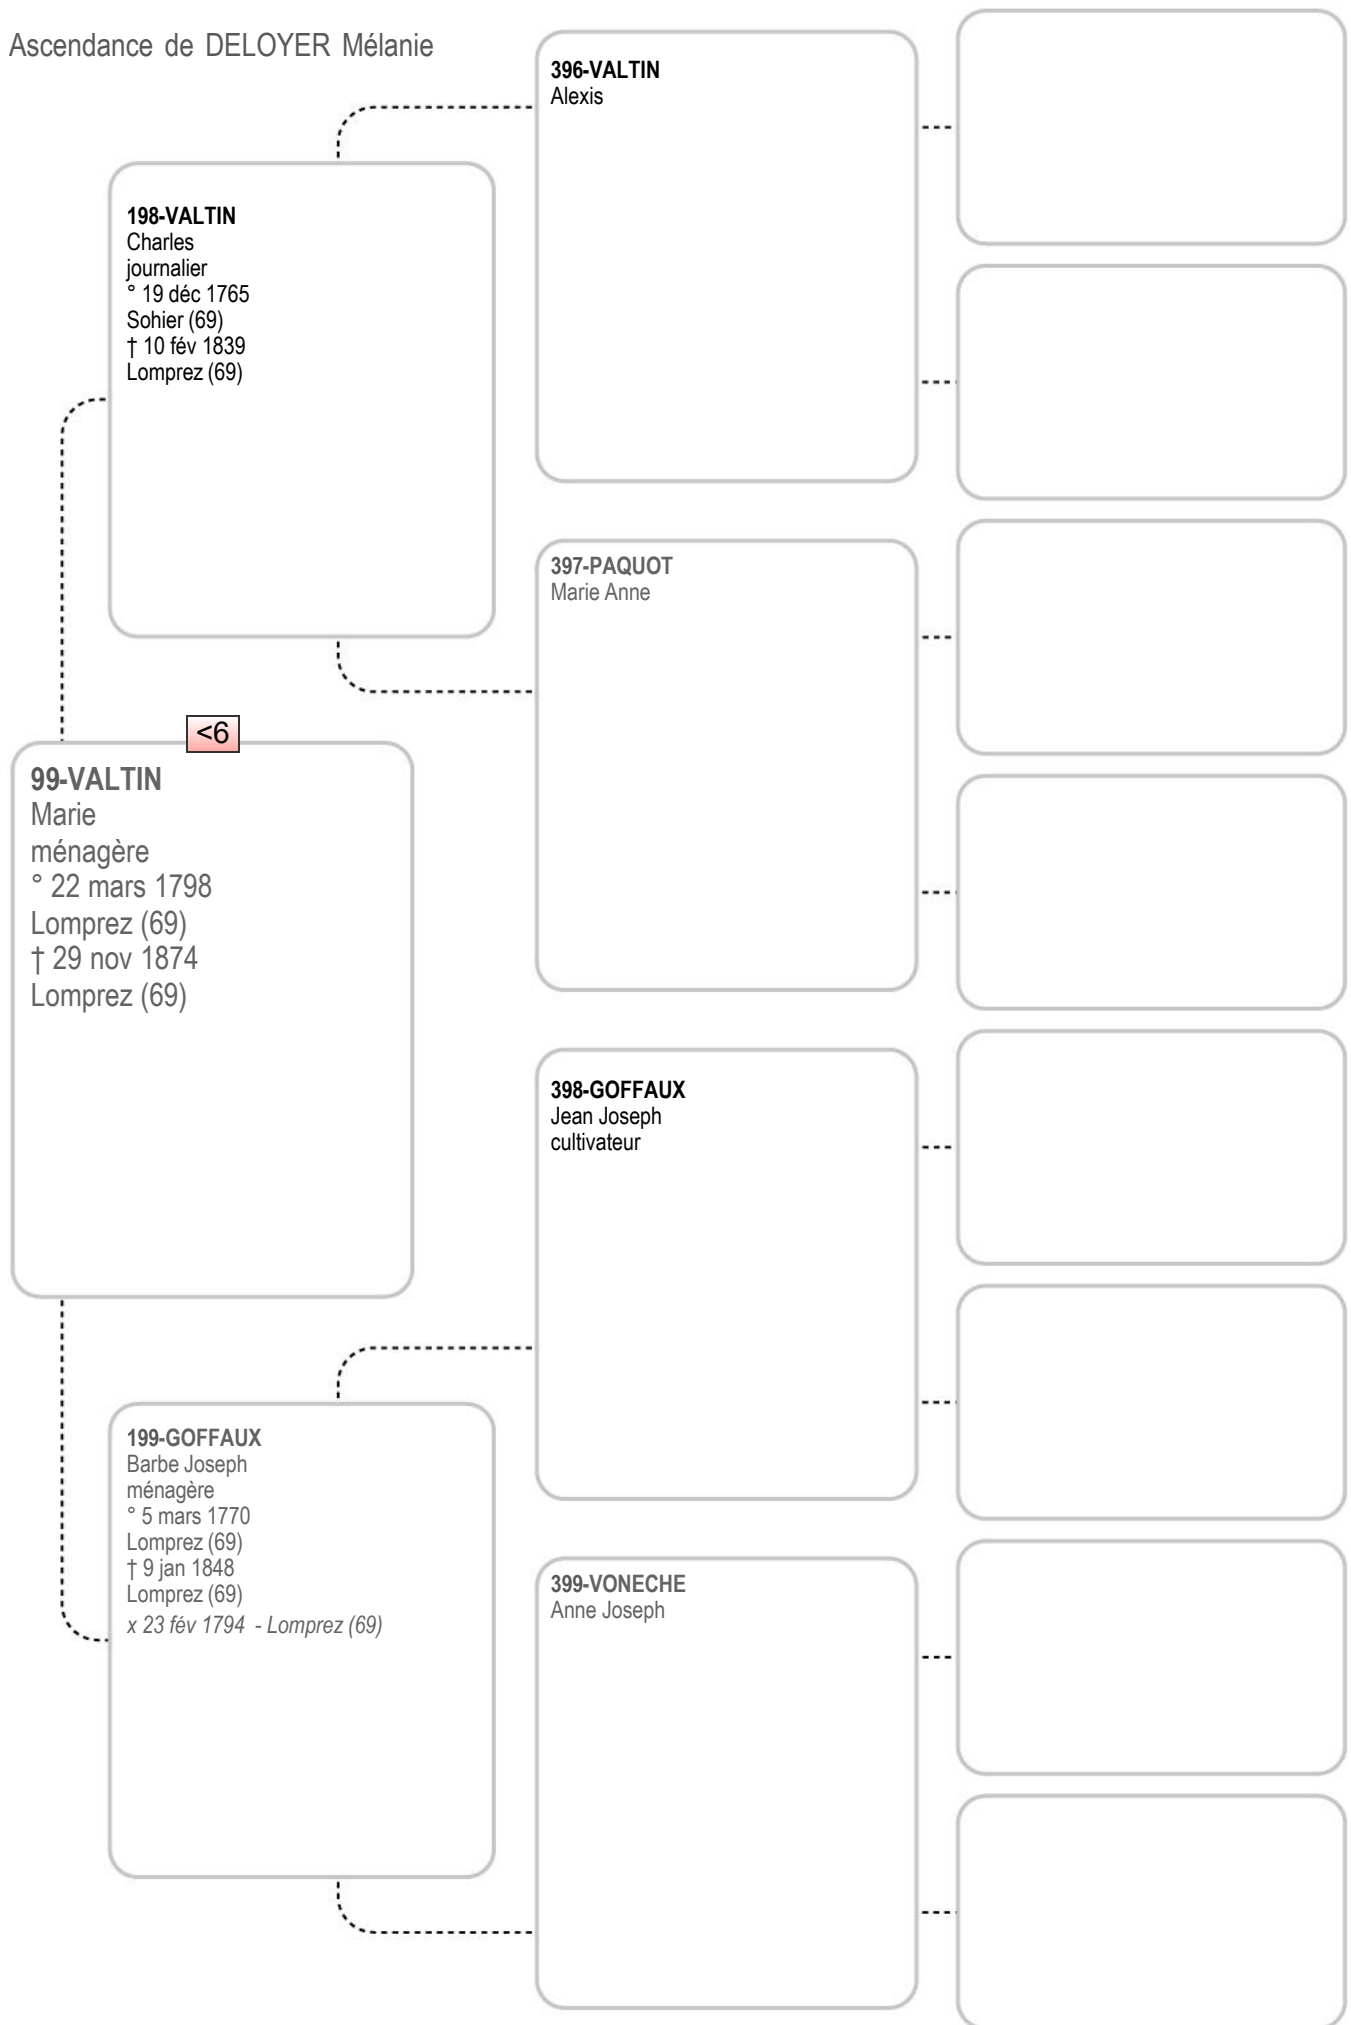 Ascendance de DELOYER Mélanie
396-VALTIN
Alexis
198-VALTIN
Charles
journalier
° 19 déc 1765
Sohier (69)
† 10 fév 1839
Lomprez (69)
397-PAQUOT
Marie Anne
<6
99-VALTIN
Marie
ménagère
° 22 mars 1798
Lomprez (69)
† 29 nov 1874
Lomprez (69)
398-GOFFAUX
Jean Joseph
cultivateur
199-GOFFAUX
Barbe Joseph
ménagère
° 5 mars 1770
Lomprez (69)
† 9 jan 1848
Lomprez (69)
x 23 fév 1794 - Lomprez (69)
399-VONECHE
Anne Joseph